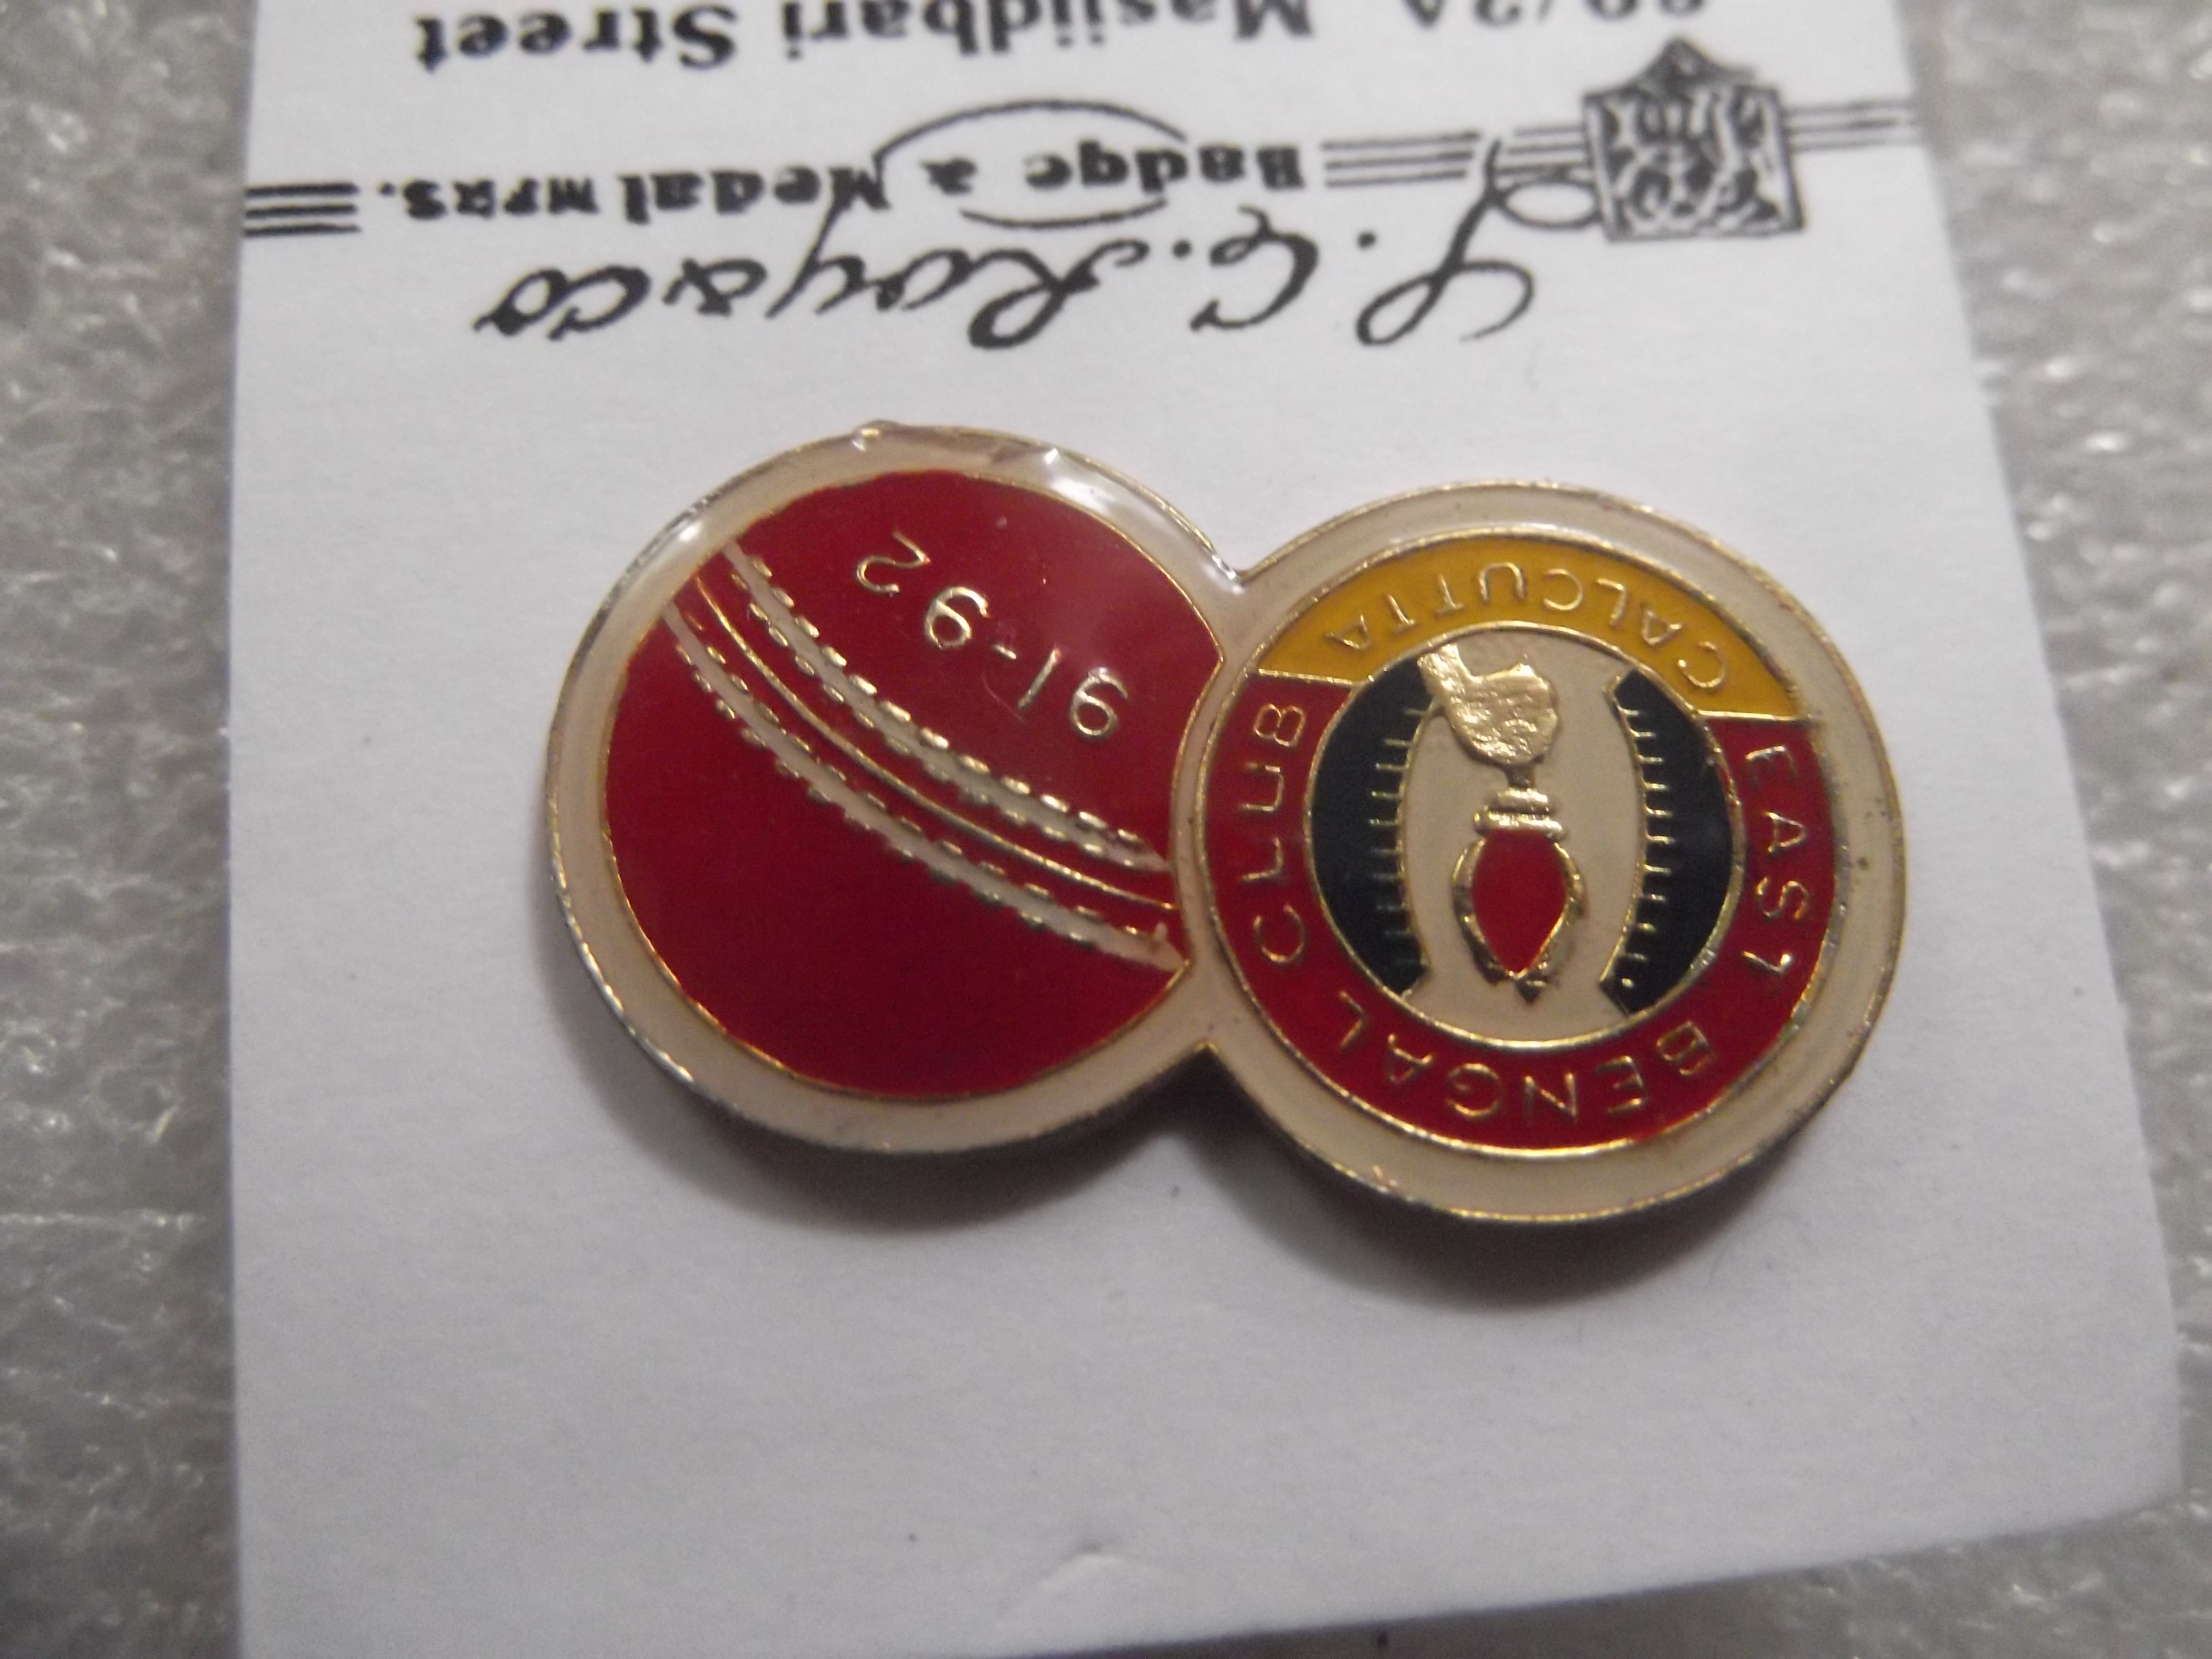 EAST BENGAL CLUB
CALCUTTA
91-92
J. C. Roy & Co
Badge & Medal MFRS.
Masjidbari Street